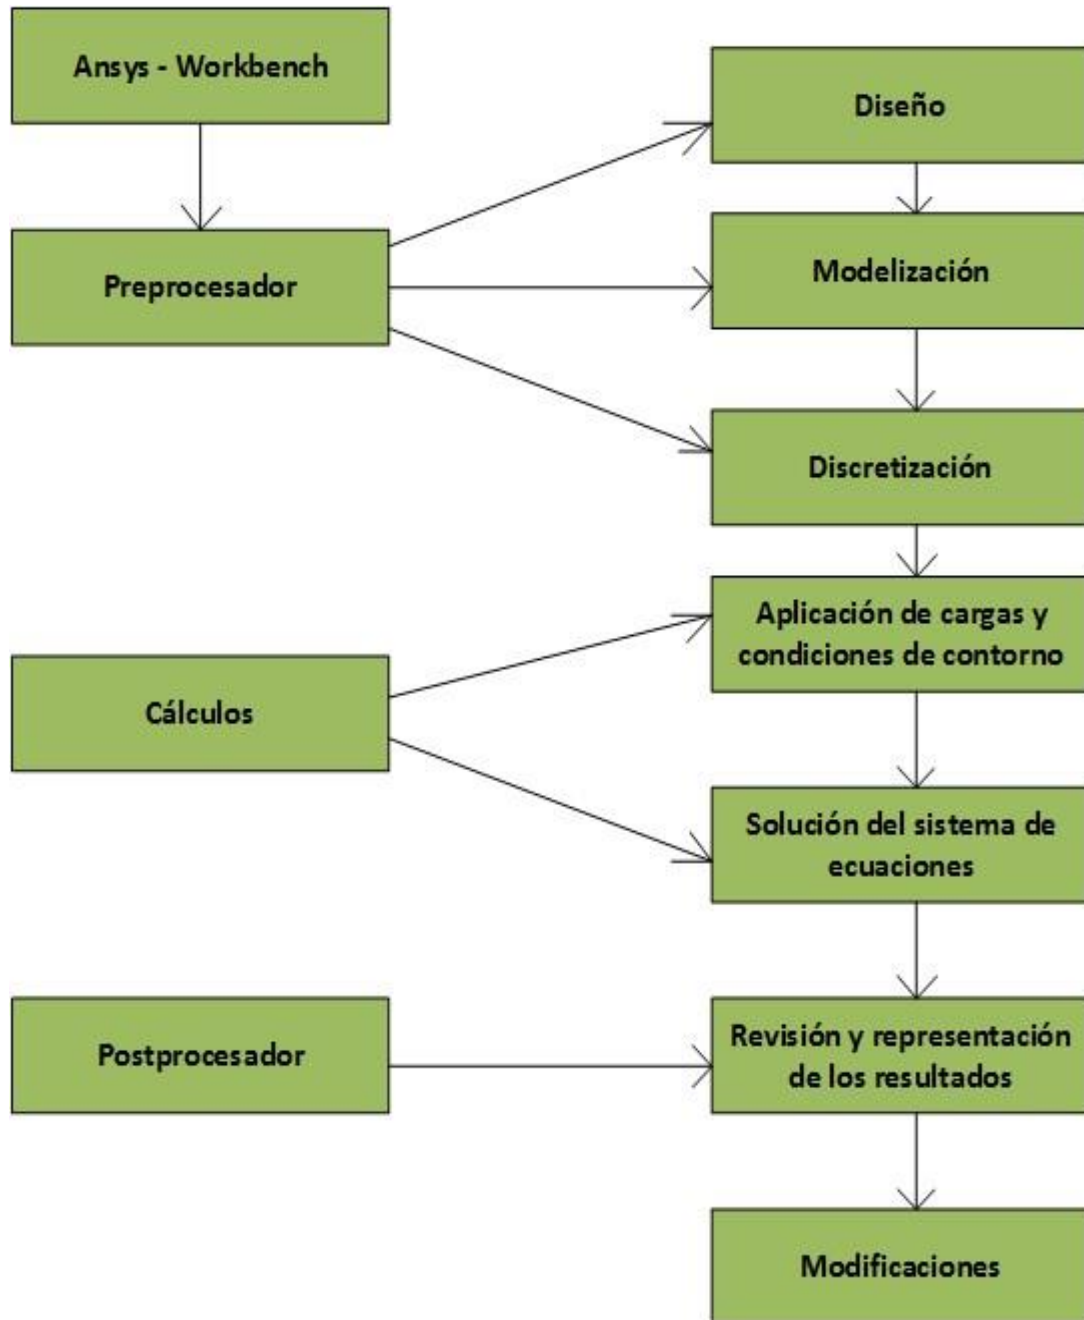 Ansys - Workbench
Diseño
Preprocesador
Modelización
Discretización
Aplicación de cargas y
condiciones de contorno
Cálculos
Solución del sistema de
ecuaciones
Postprocesador
Revisión y representación
de los resultados
Modificaciones